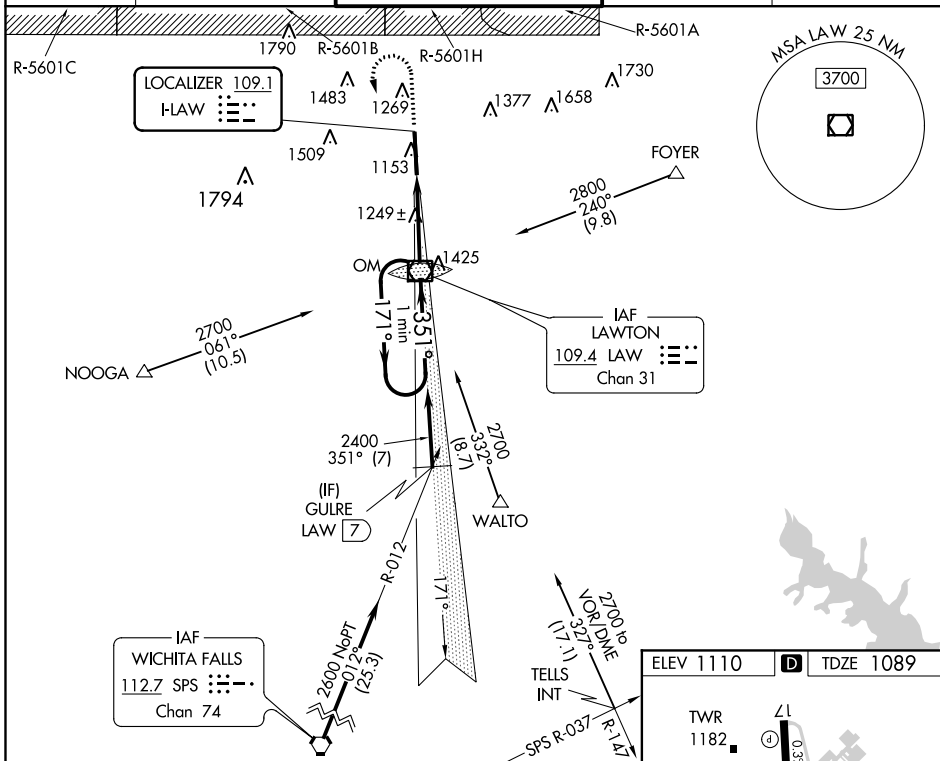 R-5601C
1790
R-5601B
R-5601H
R-5601A
LOCALIZER 109.1
I-LAW
1483
1269
1377
1658
1730
MSA LAW 25 NM
3700
1509
1153
1794
FOYER
2800
240°
(9.8)
1249 ±
OM
1425
171°
1 min
351°
IAF
LAWTON
109.4 LAW
Chan 31
2700
061°
(10.5)
NOOGA
2400
351° (7)
2700
332°
(8.7)
WALTO
(IF)
GULRE
LAW 7
R-012
171°
2700 to
VOR/DME
327°
(17.1)
IAF
WICHITA FALLS
112.7 SPS
Chan 74
2600 NoPT
012°
(25.3)
TELLS
INT
SPS R-037
R-147
ELEV 1110 D TDZE 1089
TWR
1182
P
17